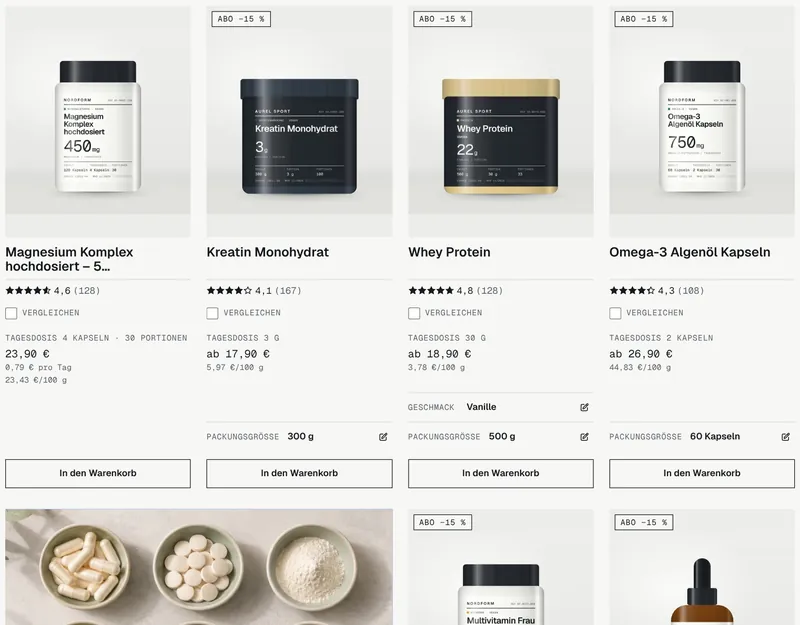 ABO −15 %
ABO −15 %
ABO −15 %
NORDFORM
Magnesium
Komplex
hochdosiert
450mg
AUREL SPORT
Kreatin Monohydrat
3g
AUREL SPORT
Whey Protein
22g
NORDFORM
Omega-3
Algenöl Kapseln
750mg
Magnesium Komplex
hochdosiert – 5...
Kreatin Monohydrat
Whey Protein
Omega-3 Algenöl Kapseln
4,6 (128)
4,1 (167)
4,8 (128)
4,3 (108)
VERGLEICHEN
VERGLEICHEN
VERGLEICHEN
VERGLEICHEN
TAGESDOSIS 4 KAPSELN · 30 PORTIONEN
TAGESDOSIS 3 G
TAGESDOSIS 30 G
TAGESDOSIS 2 KAPSELN
23,90 €
ab 17,90 €
ab 18,90 €
ab 26,90 €
0,79 € pro Tag
5,97 €/100 g
3,78 €/100 g
44,83 €/100 g
23,43 €/100 g
GESCHMACK Vanille
PACKUNGSGRÖSSE 300 g
PACKUNGSGRÖSSE 500 g
PACKUNGSGRÖSSE 60 Kapseln
In den Warenkorb
In den Warenkorb
In den Warenkorb
In den Warenkorb
ABO −15 %
ABO −15 %
NORDFORM
Multivitamin Frau